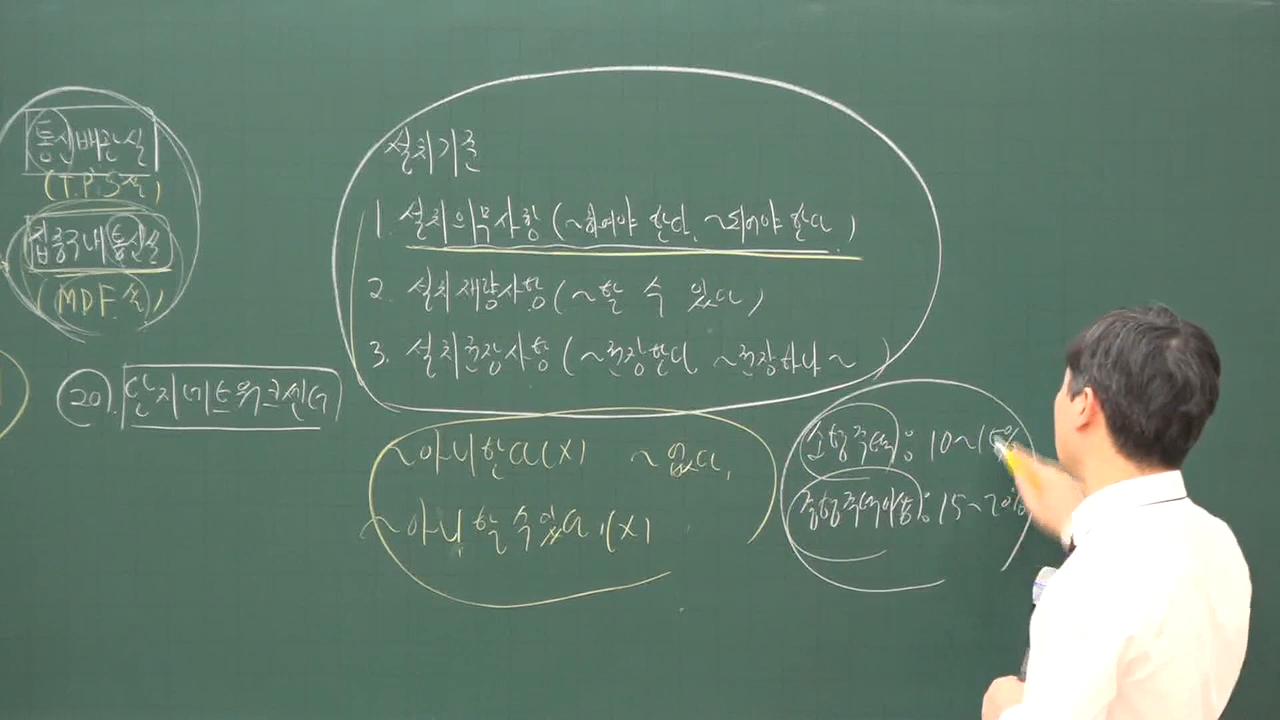 통신배관실
(T.P.S실)
집중구내통신실
(MDF실)
20). 단지네트워크센터
설치기준
1. 설치의무사항 (~하여야 한다, ~되어야 한다)
2. 설치재량사항 (~할 수 있다)
3. 설치권장사항 (~권장한다 ~권장하나~)
~아니한다(X) ~없다,
~아니할 수 있다, (X)
소형주택 : 10~15%
중형주택이상 : 15~20%